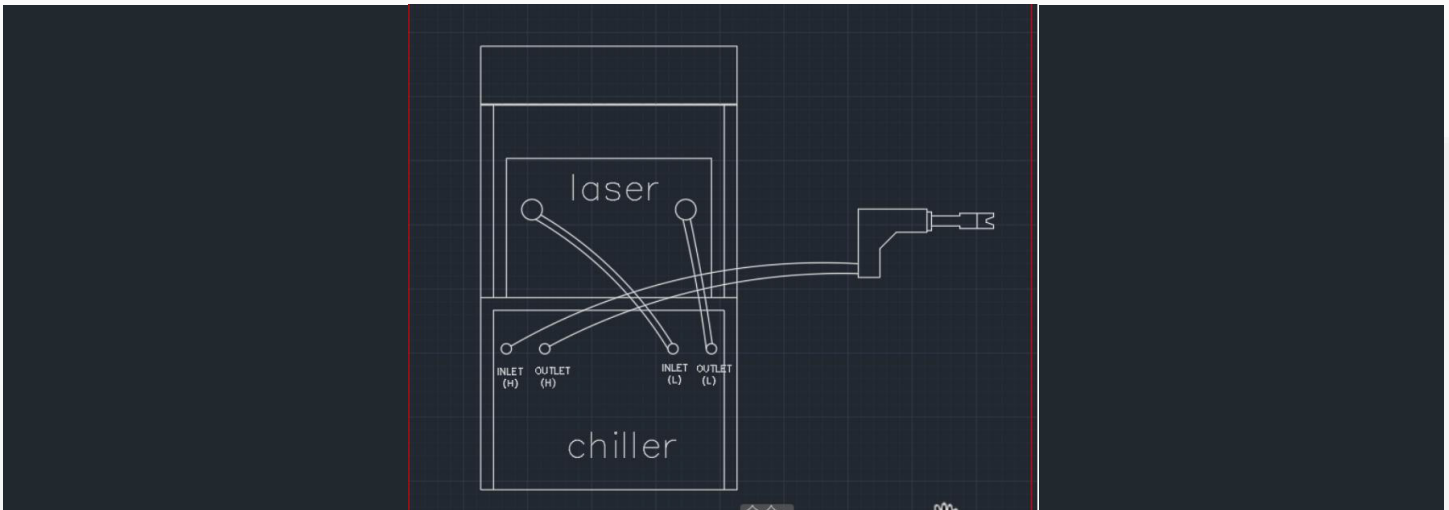 laser
INLET
(H)
OUTLET
(H)
INLET
(L)
OUTLET
(L)
chiller